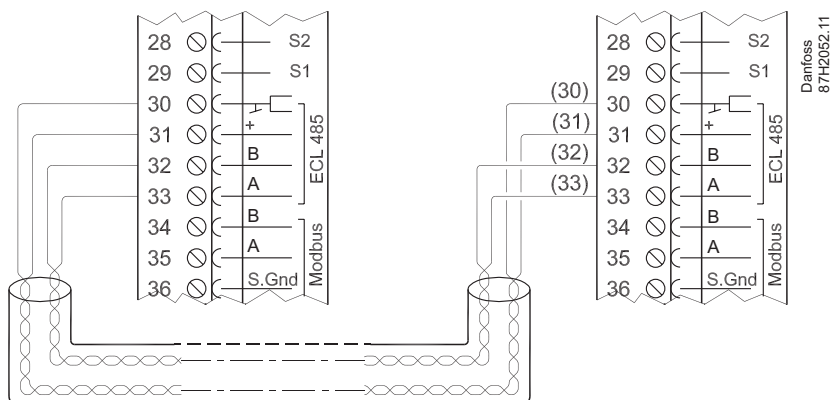 28 S2
29 S1
30
31 +
32 B
33 A
ECL 485
34 B
35 A
36 S.Gnd
Modbus
28 S2
29 S1
(30) 30
(31) 31 +
(32) 32 B
(33) 33 A
ECL 485
34 B
35 A
36 S.Gnd
Modbus
Danfoss
87H2052.11